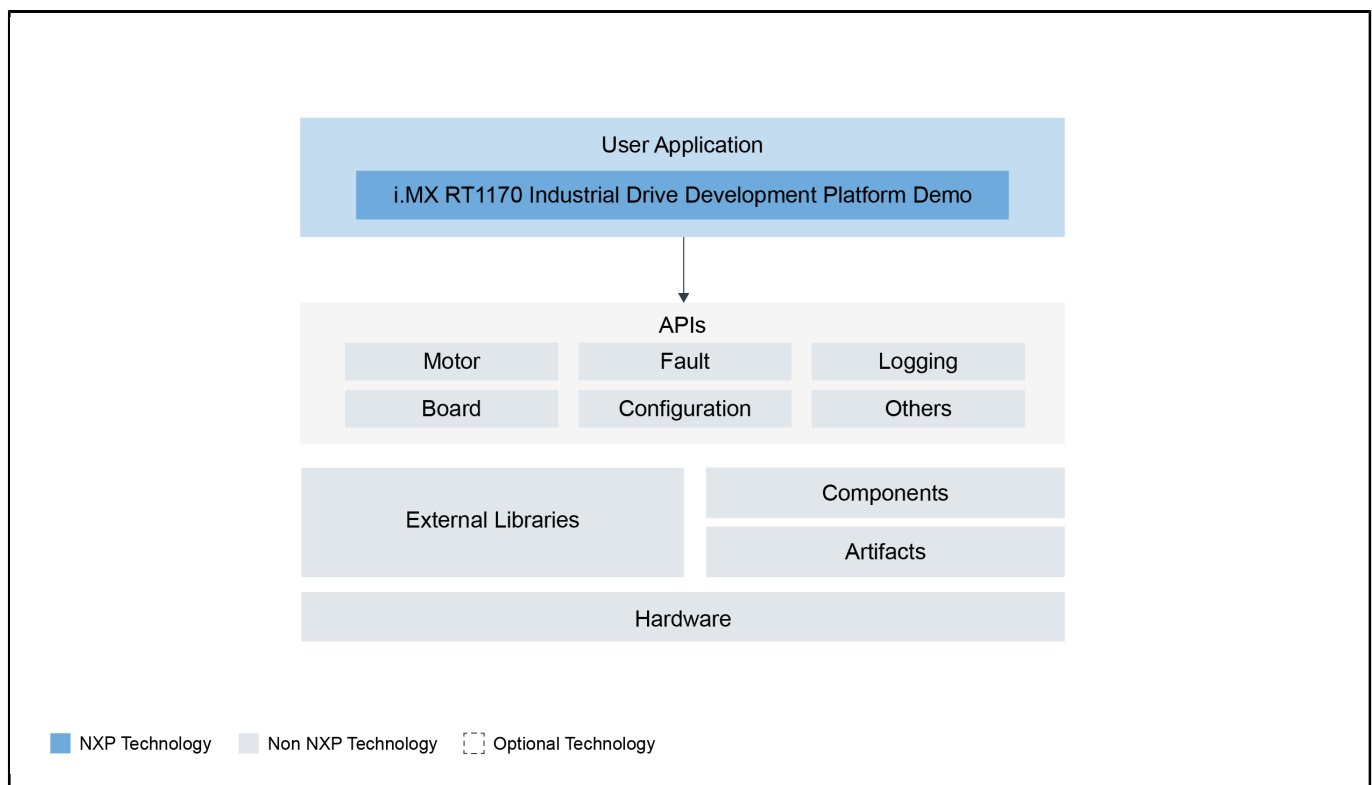 User Application
i.MX RT1170 Industrial Drive Development Platform Demo
APIs
Motor
Fault
Logging
Board
Configuration
Others
External Libraries
Components
Artifacts
Hardware
NXP Technology
Non NXP Technology
Optional Technology